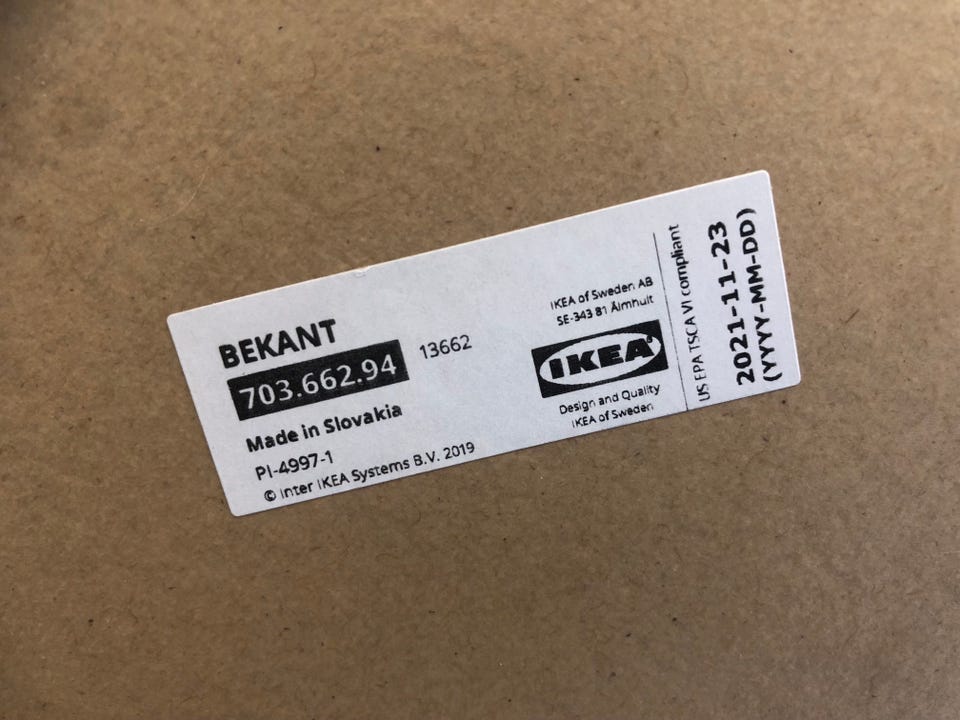 BEKANT
703.662.94
13662
Made in Slovakia
PI-4997-1
© Inter IKEA Systems B.V. 2019
IKEA of Sweden AB
SE-343 81 Älmhult
IKEA
Design and Quality
IKEA of Sweden
US EPA TSCA VI compliant
2021-11-23
(YYYY-MM-DD)